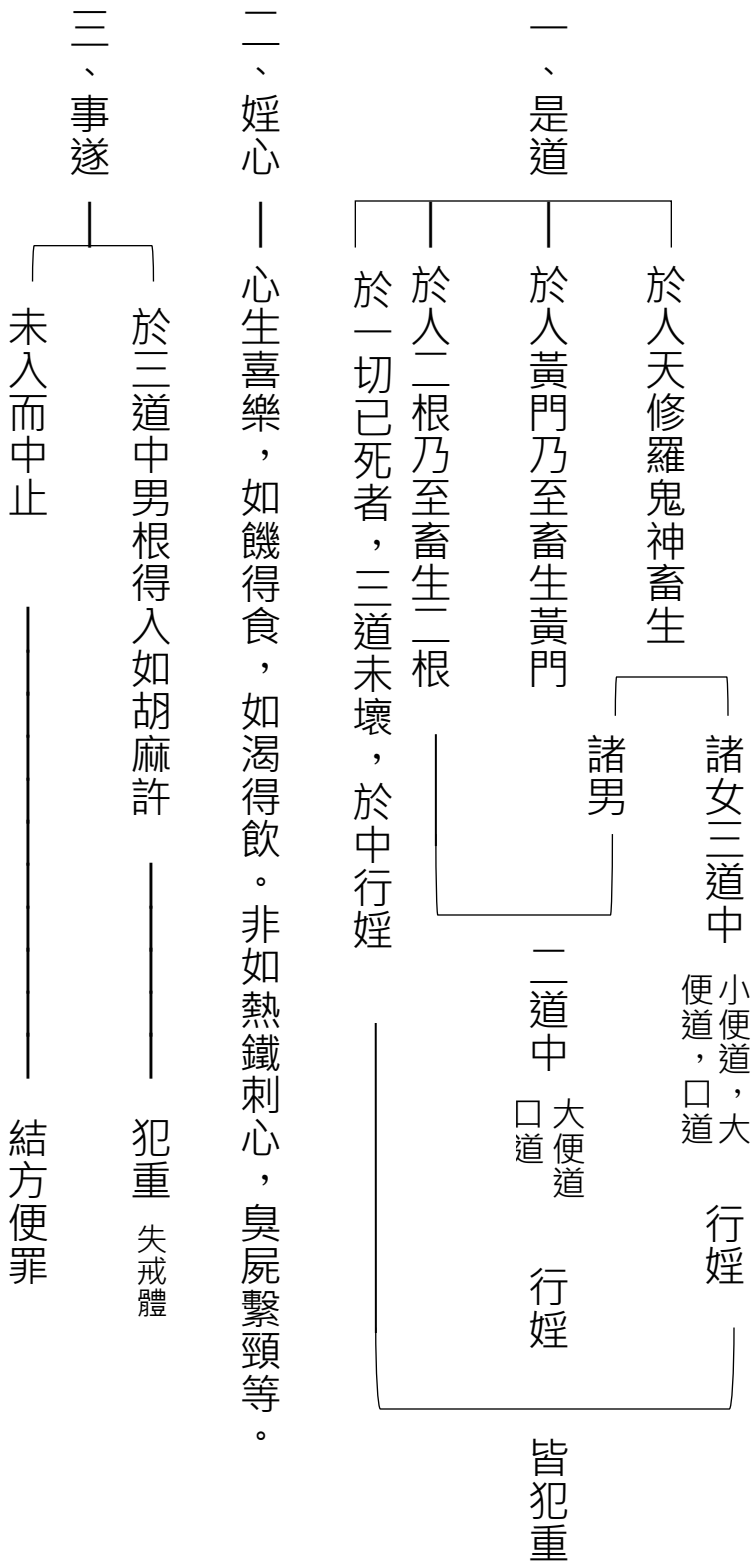 一、是道
於人天修羅鬼神畜生
諸女三道中
小便道，大
便道，口道
行婬
諸男
於人黃門乃至畜生黃門
於人二根乃至畜生二根
二道中
大便道
口道
行婬
於一切已死者，三道未壞，於中行婬
皆犯重
二、婬心
心生喜樂，如饑得食，如渴得飲。非如熱鐵刺心，臭屍繫頸等。
三、事遂
於三道中男根得入如胡麻許
犯重
失戒體
未入而中止
結方便罪